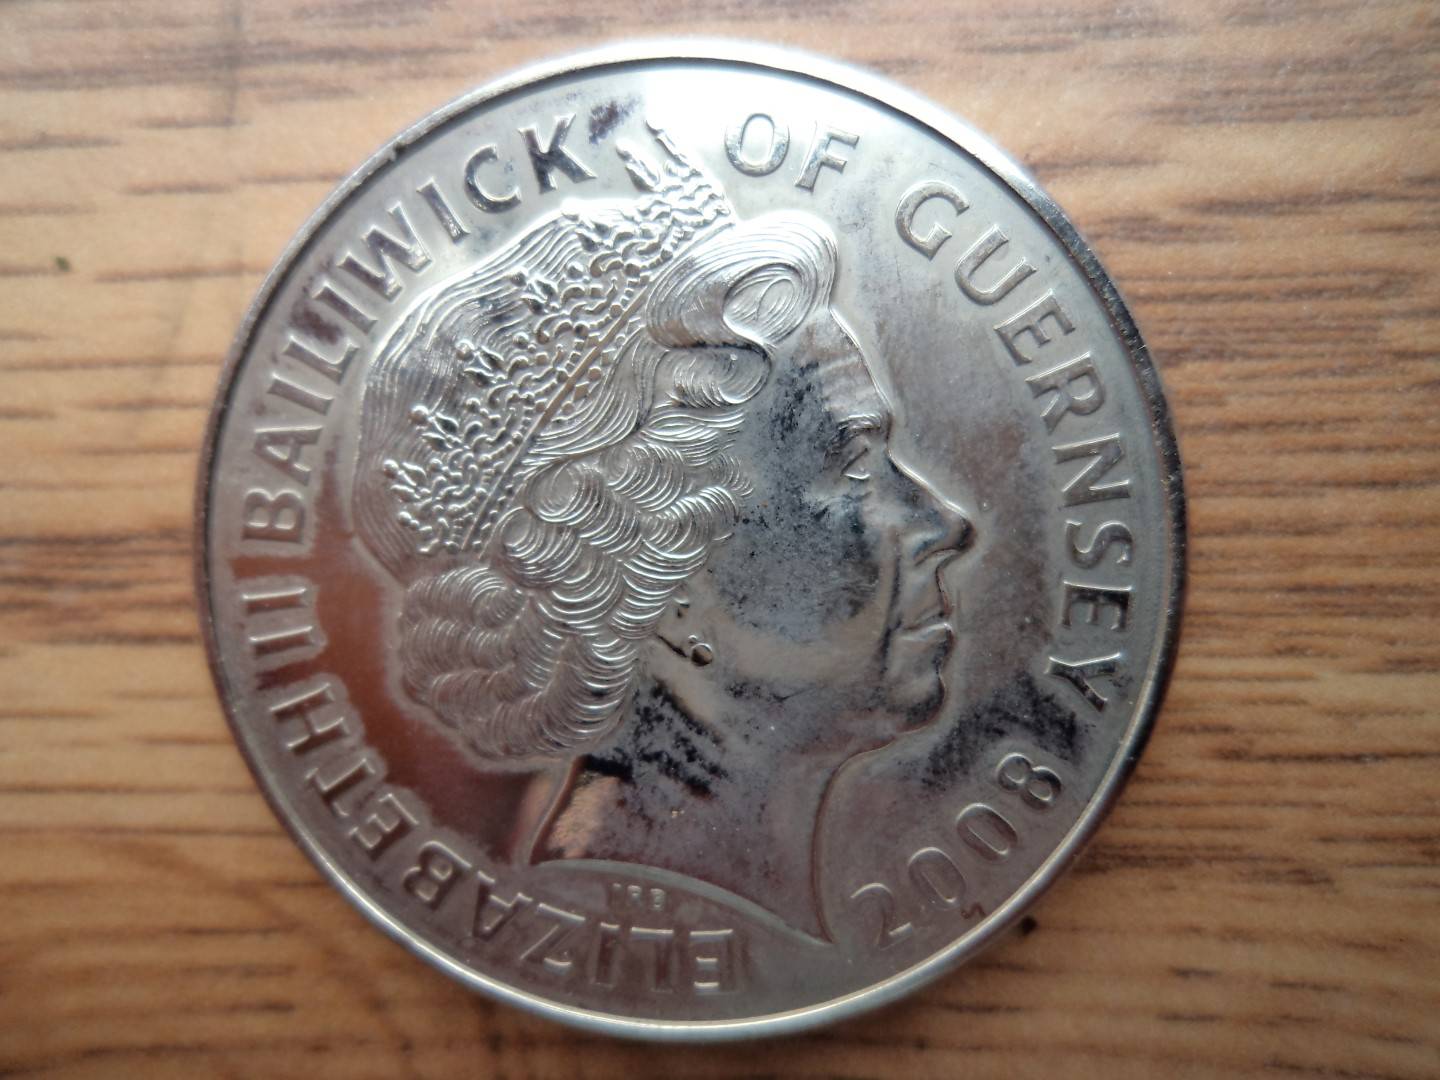 ELIZABETH II BAILIWICK OF GUERNSEY 2008
IRB